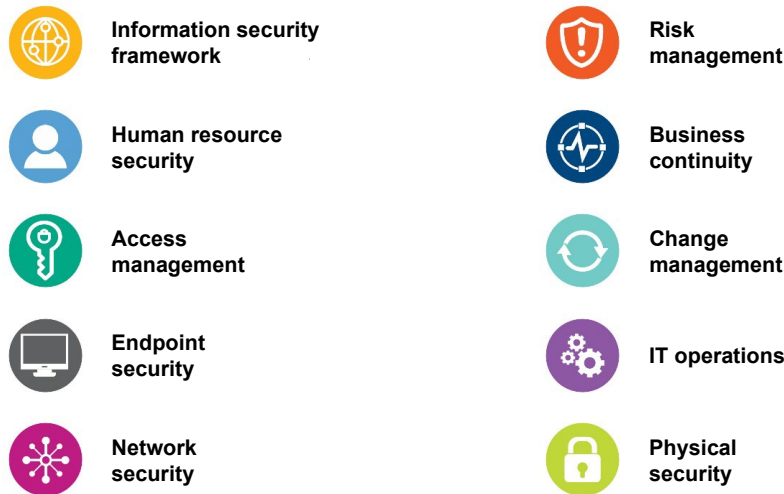 Information security
framework
Risk
management
Human resource
security
Business
continuity
Access
management
Change
management
Endpoint
security
IT operations
Network
security
Physical
security